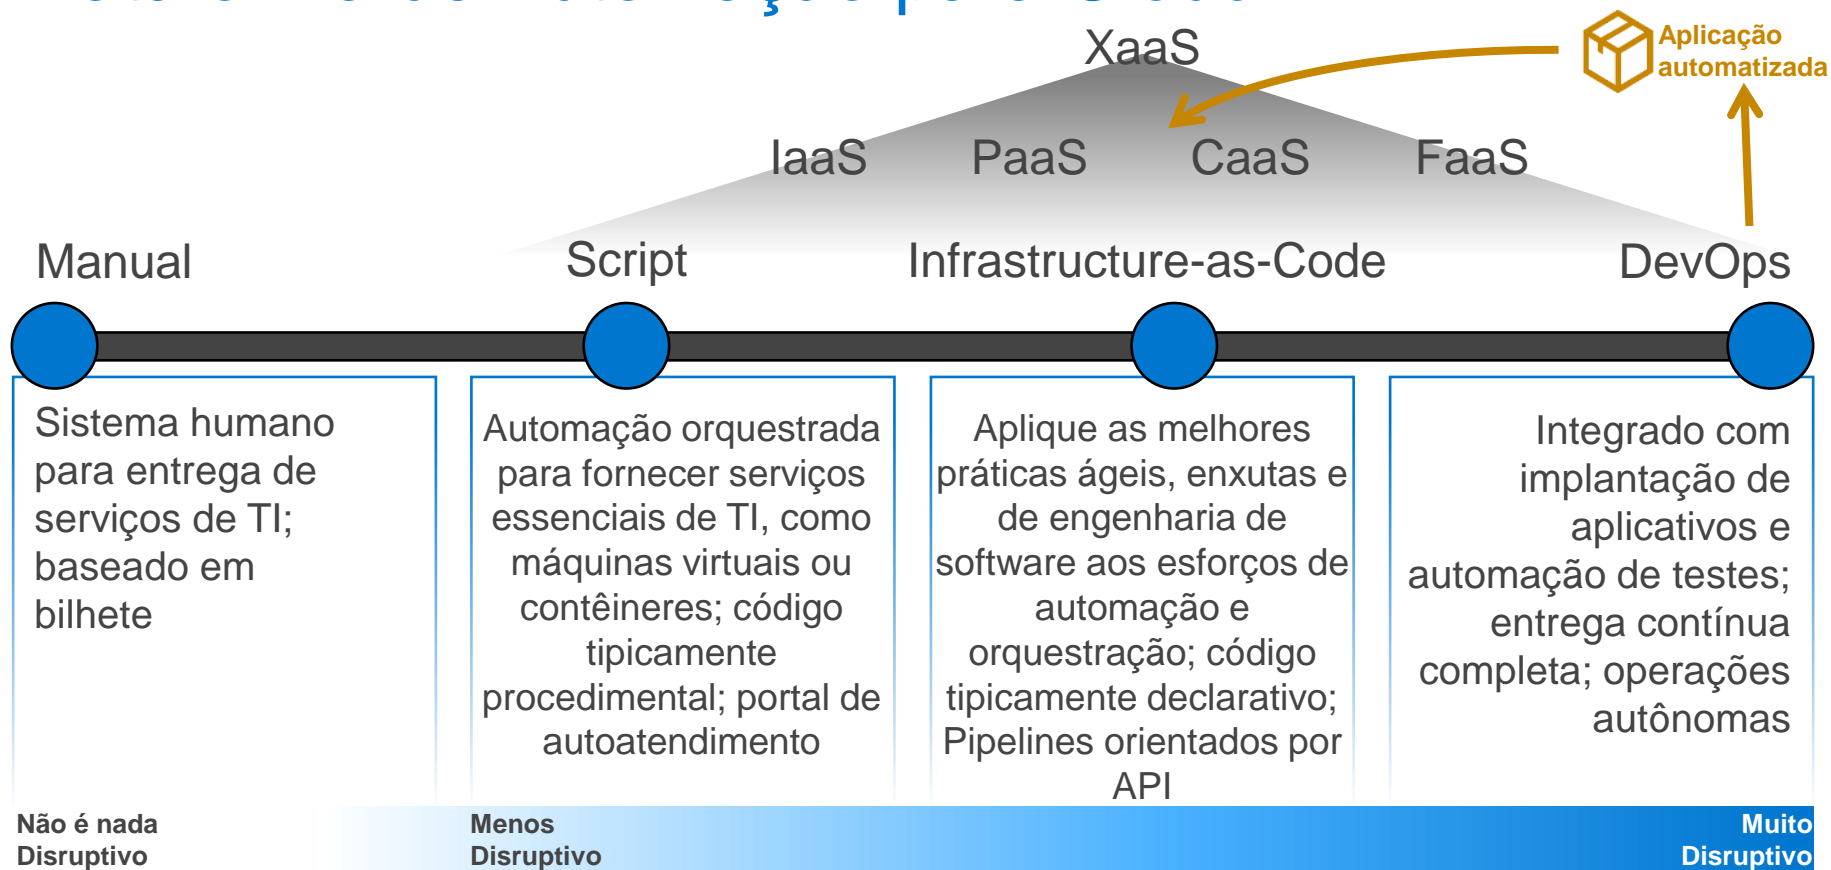 XaaS
Aplicação
automatizada
IaaS PaaS CaaS FaaS
Manual
Script
Infrastructure-as-Code
DevOps
Sistema humano
para entrega de
serviços de TI;
baseado em
bilhete
Automação orquestrada
para fornecer serviços
essenciais de TI, como
máquinas virtuais ou
contêineres; código
tipicamente
procedimental; portal de
autoatendimento
Aplique as melhores
práticas ágeis, enxutas e
de engenharia de
software aos esforços de
automação e
orquestração; código
tipicamente declarativo;
Pipelines orientados por
API
Integrado com
implantação de
aplicativos e
automação de testes;
entrega contínua
completa; operações
autônomas
Não é nada
Disruptivo
Menos
Disruptivo
Muito
Disruptivo